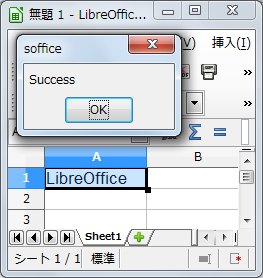 無題 1 - LibreOffic...
soffice
挿入(I)
Success
OK
A
B
1
LibreOffice
2
3
Sheet1
シート 1 / 1
標準